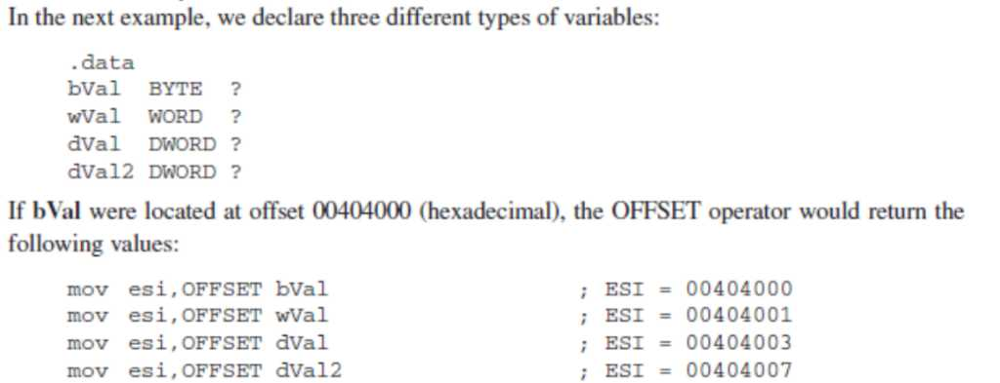 In the next example, we declare three different types of variables:
.data
bVal BYTE ?
wVal WORD ?
dVal DWORD ?
dVal2 DWORD ?
If bVal were located at offset 00404000 (hexadecimal), the OFFSET operator would return the
following values:
mov esi,OFFSET bVal ; ESI = 00404000
mov esi,OFFSET wVal ; ESI = 00404001
mov esi,OFFSET dVal ; ESI = 00404003
mov esi,OFFSET dVal2 ; ESI = 00404007